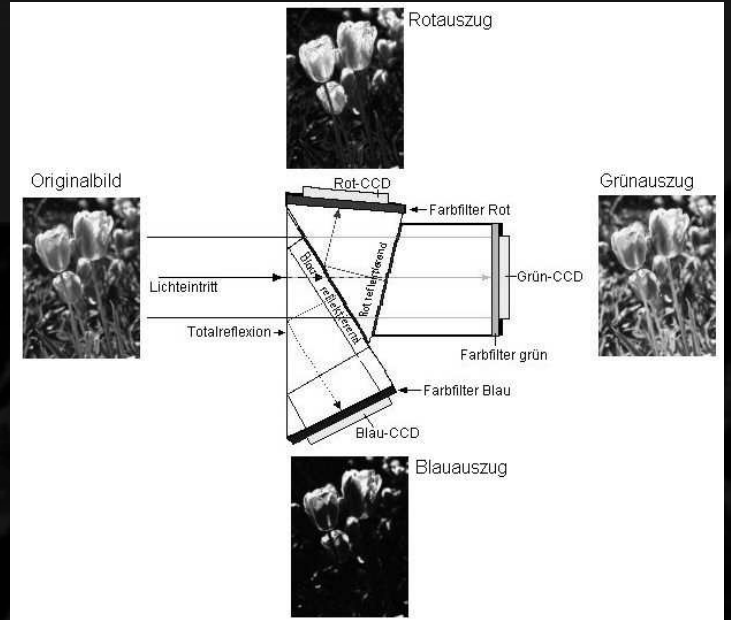 Rotauszug
Originalbild
Rot-CCD
Grünauszug
Farbfilter Rot
Blau reflektierend
Rot reflektierend
Lichteintritt
Grün-CCD
Totalreflexion
Farbfilter grün
Farbfilter Blau
Blau-CCD
Blauauszug